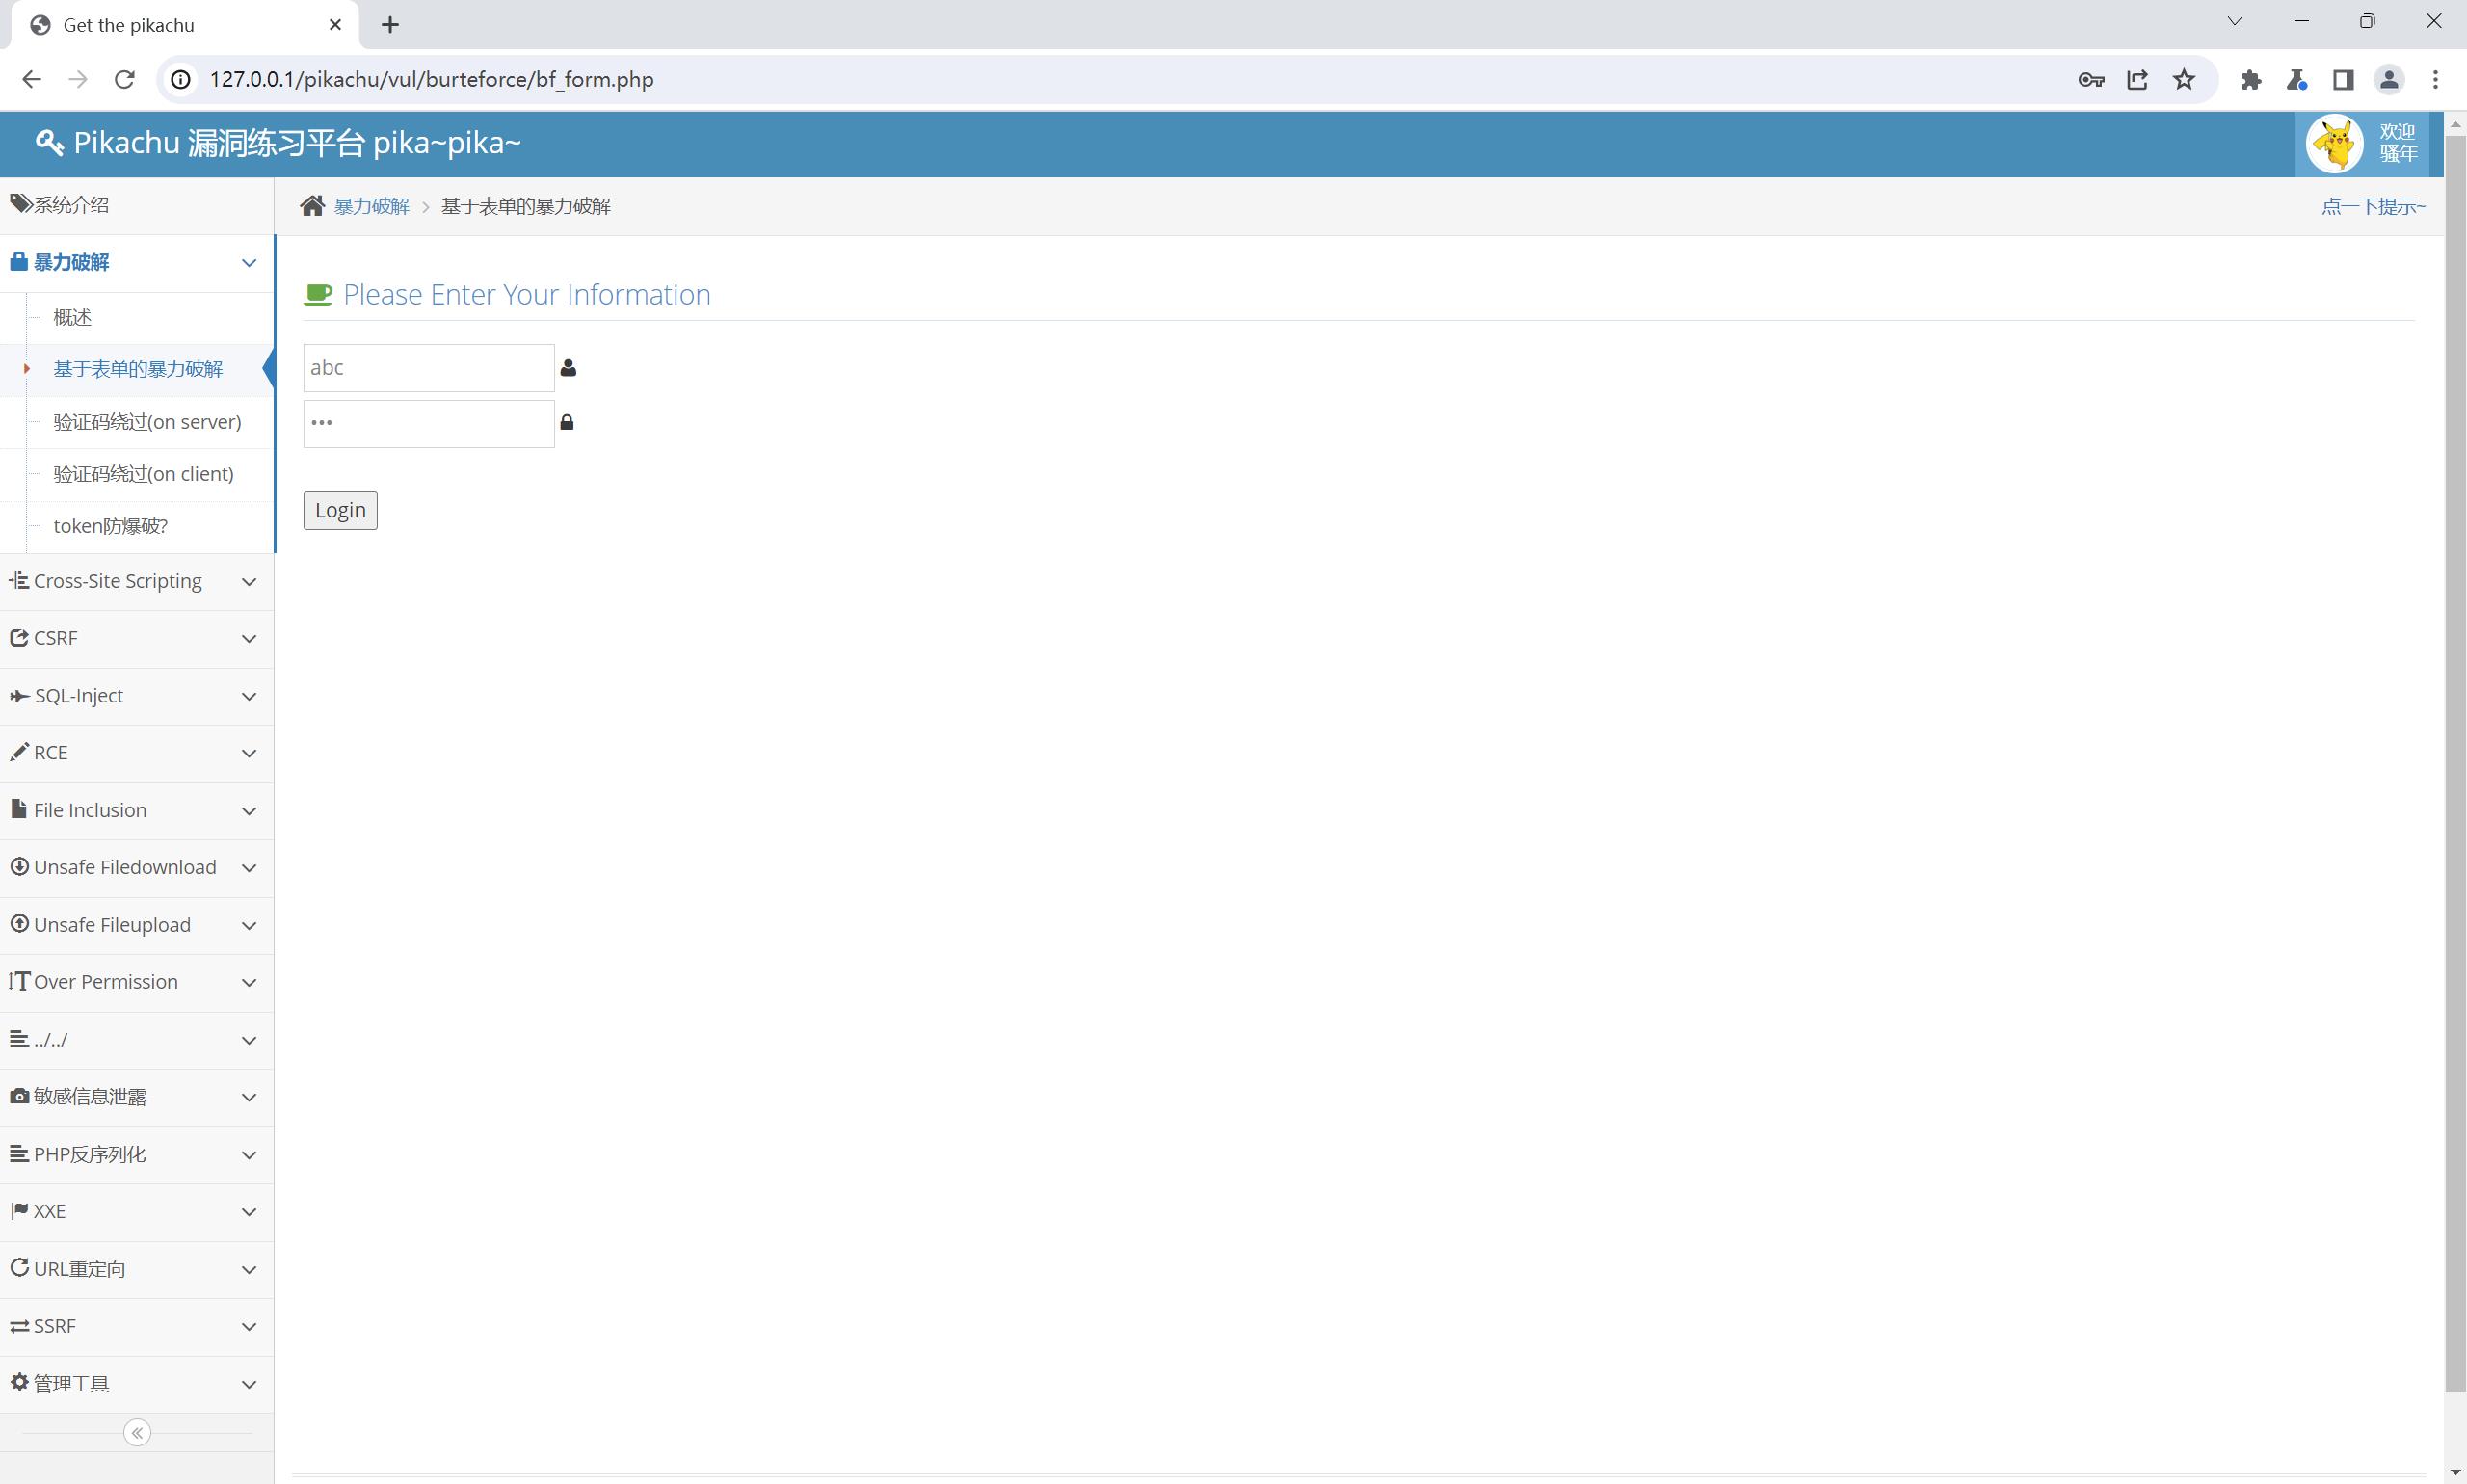 Get the pikachu
127.0.0.1/pikachu/vul/burteforce/bf_form.php
Pikachu 漏洞练习平台 pika~pika~
欢迎
骚年
系统介绍
暴力破解 > 基于表单的暴力破解
点一下提示~
暴力破解
概述
基于表单的暴力破解
验证码绕过(on server)
验证码绕过(on client)
token防爆破?
Cross-Site Scripting
CSRF
SQL-Inject
RCE
File Inclusion
Unsafe Filedownload
Unsafe Fileupload
Over Permission
../../
敏感信息泄露
PHP反序列化
XXE
URL重定向
SSRF
管理工具
Please Enter Your Information
abc
•••
Login